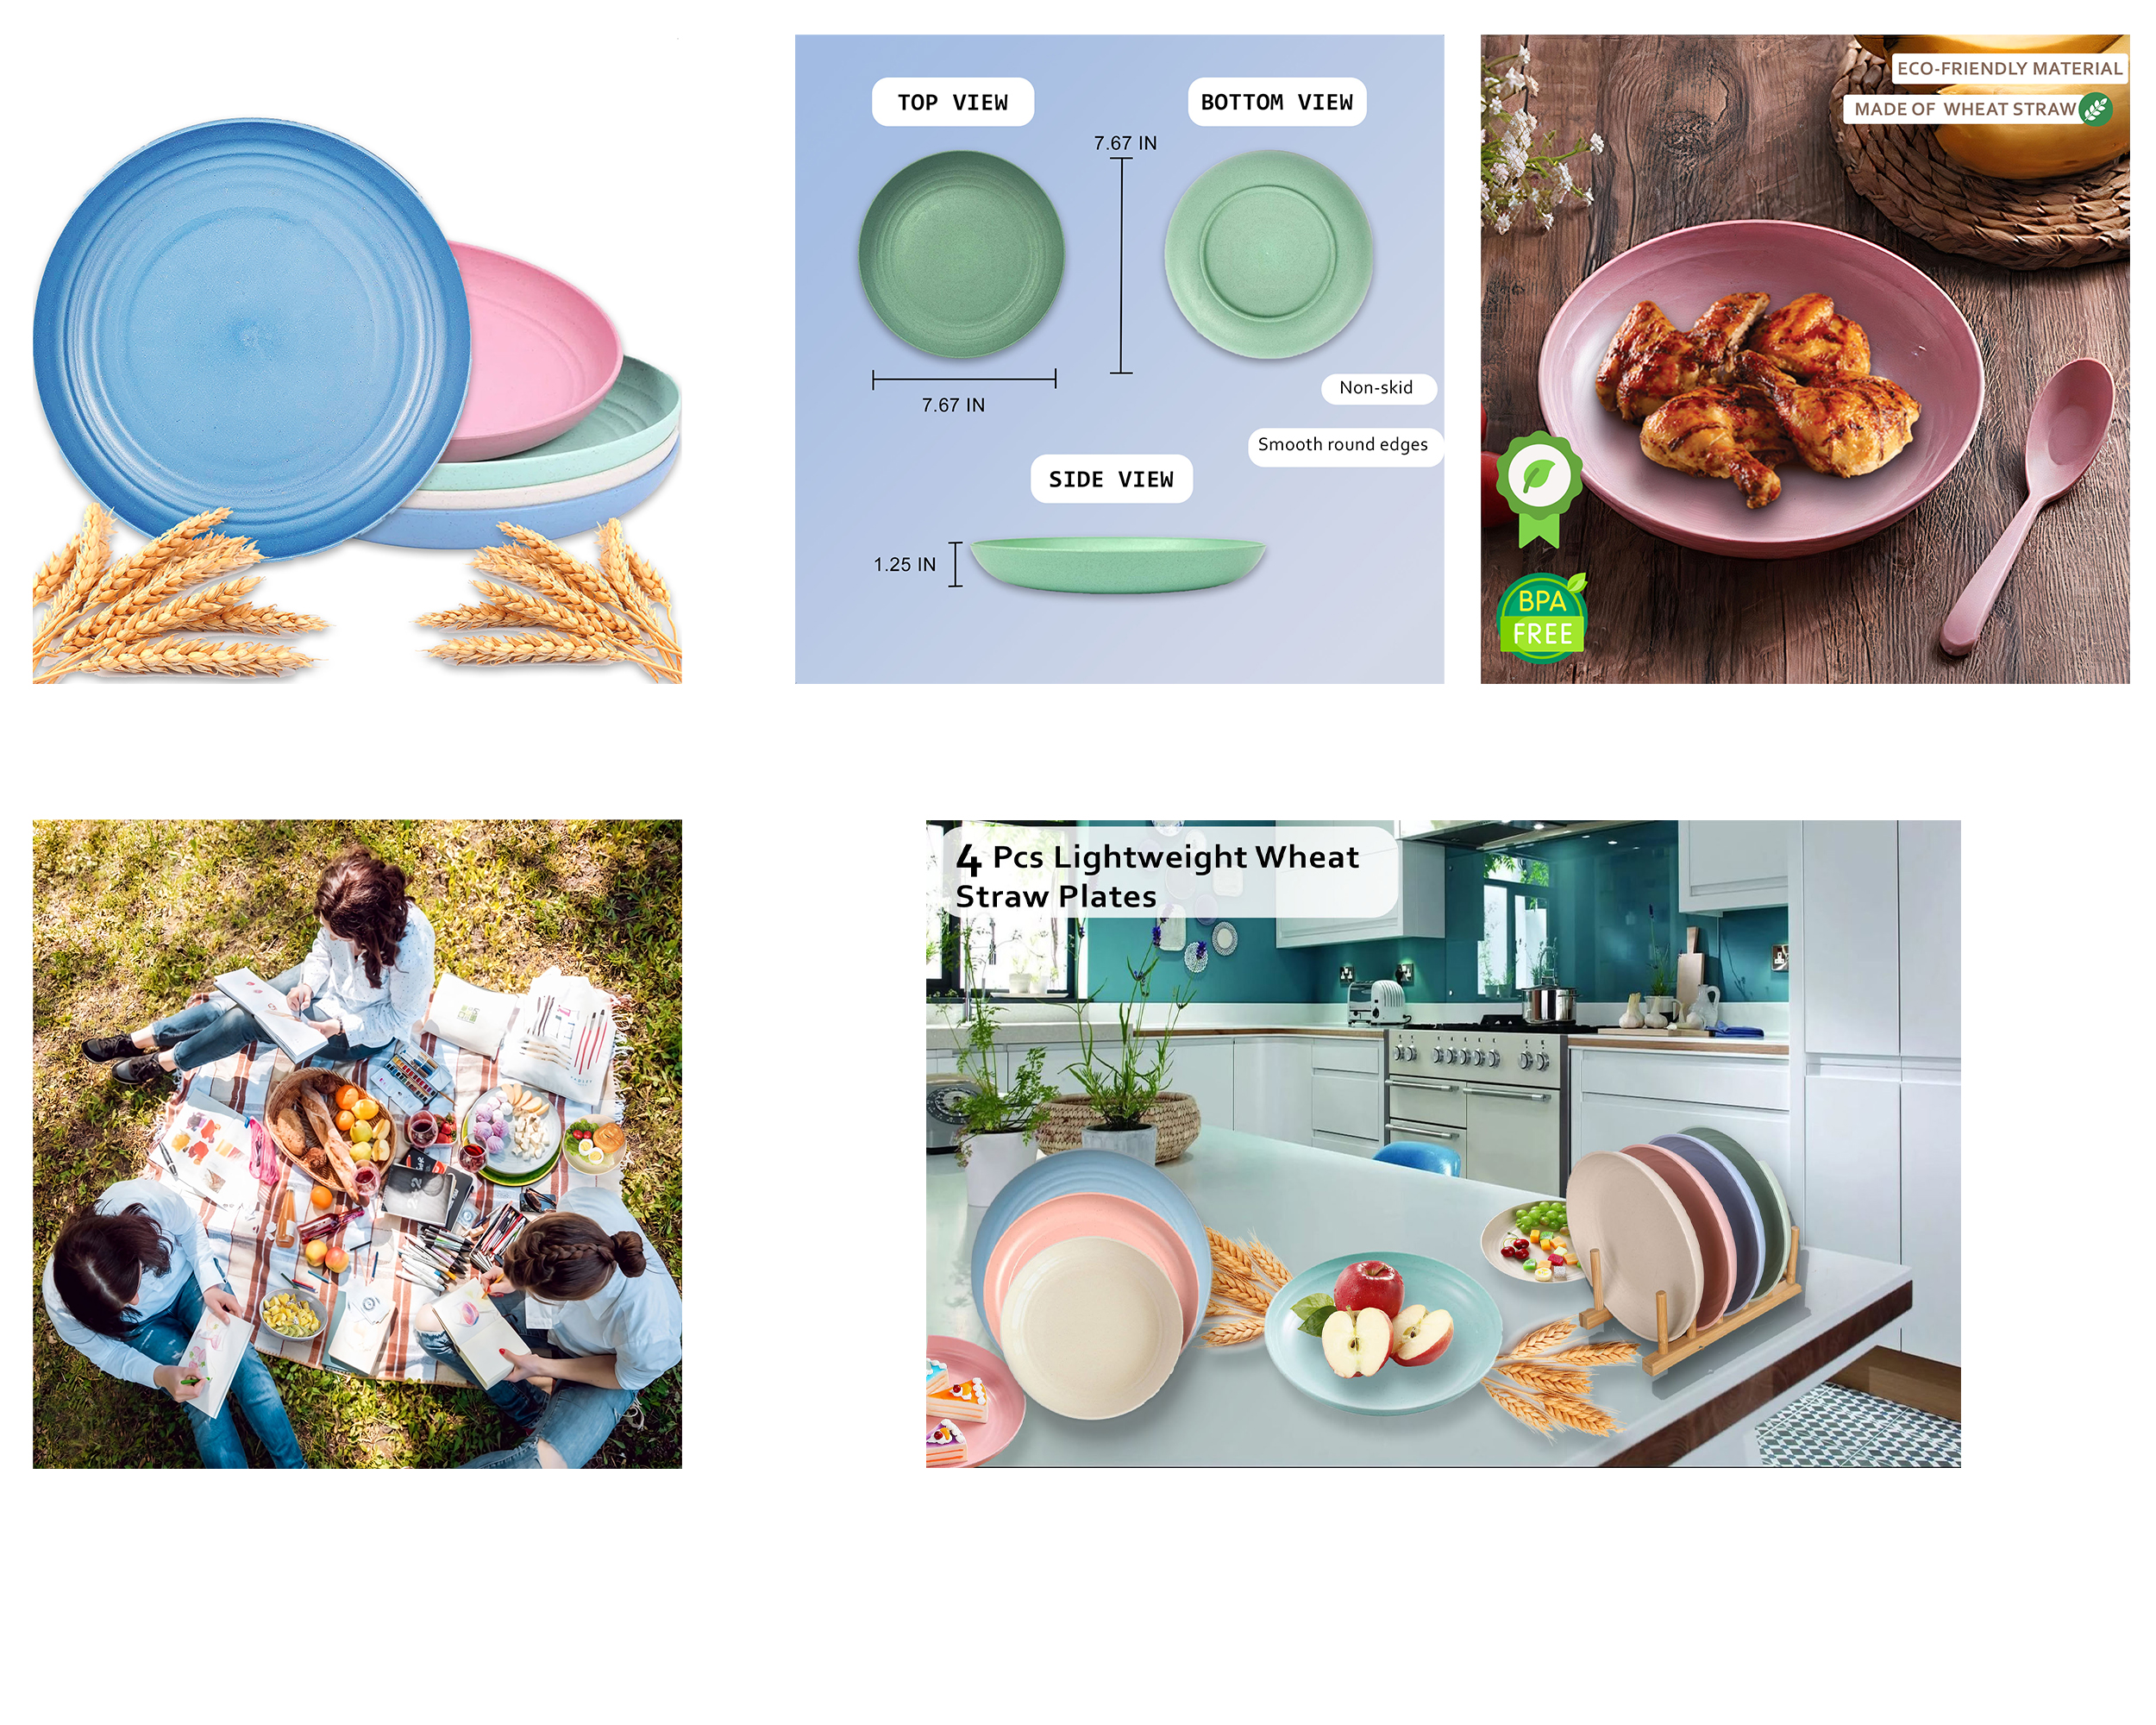 TOP VIEW
BOTTOM VIEW
7.67 IN
7.67 IN
Non-skid
Smooth round edges
SIDE VIEW
1.25 IN
ECO-FRIENDLY MATERIAL
MADE OF WHEAT STRAW
BPA
FREE
4 Pcs Lightweight Wheat
Straw Plates